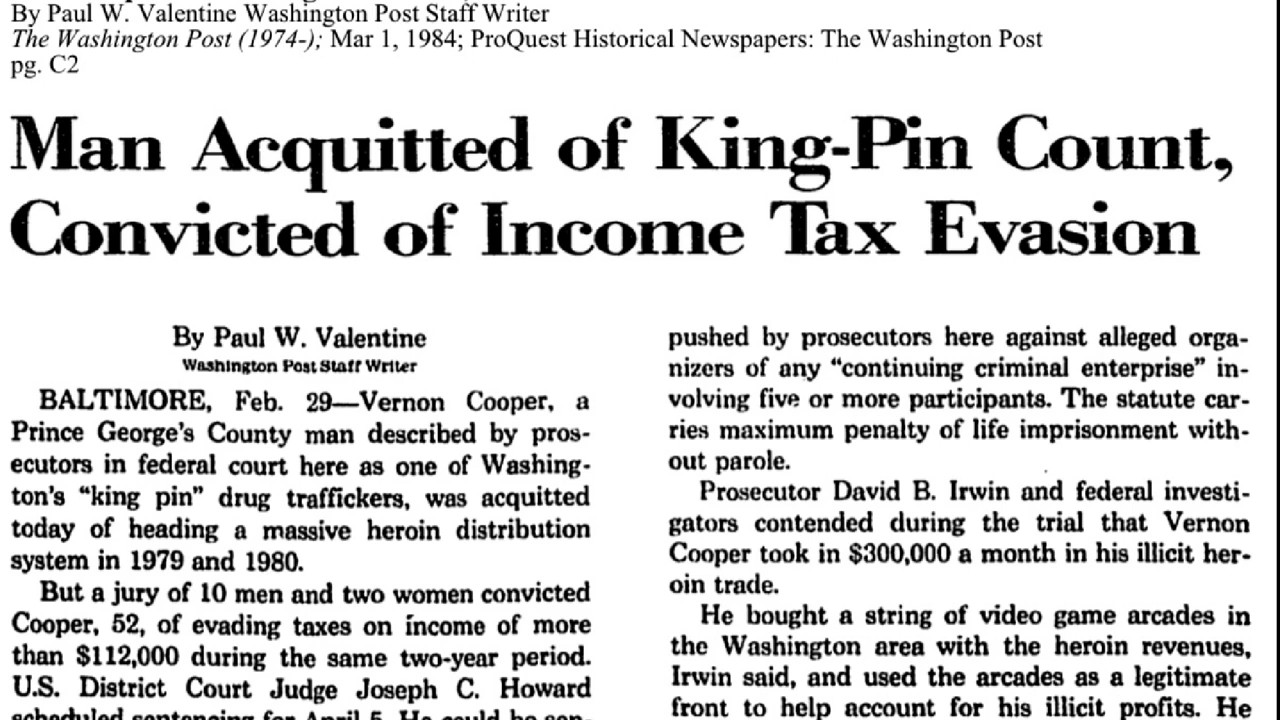 By Paul W. Valentine Washington Post Staff Writer
The Washington Post (1974-); Mar 1, 1984; ProQuest Historical Newspapers: The Washington Post
pg. C2
Man Acquitted of King-Pin Count,
Convicted of Income Tax Evasion
By Paul W. Valentine
Washington Post Staff Writer
BALTIMORE, Feb. 29—Vernon Cooper, a
Prince George's County man described by pros-
ecutors in federal court here as one of Washing-
ton's “king pin” drug traffickers, was acquitted
today of heading a massive heroin distribution
system in 1979 and 1980.
But a jury of 10 men and two women convicted
Cooper, 52, of evading taxes on income of more
than $112,000 during the same two-year period.
U.S. District Court Judge Joseph C. Howard
scheduled sentencing for April 5. He could be sen-
pushed by prosecutors here against alleged orga-
nizers of any “continuing criminal enterprise” in-
volving five or more participants. The statute car-
ries maximum penalty of life imprisonment with-
out parole.
Prosecutor David B. Irwin and federal investi-
gators contended during the trial that Vernon
Cooper took in $300,000 a month in his illicit her-
oin trade.
He bought a string of video game arcades in
the Washington area with the heroin revenues,
Irwin said, and used the arcades as a legitimate
front to help account for his illicit profits. He